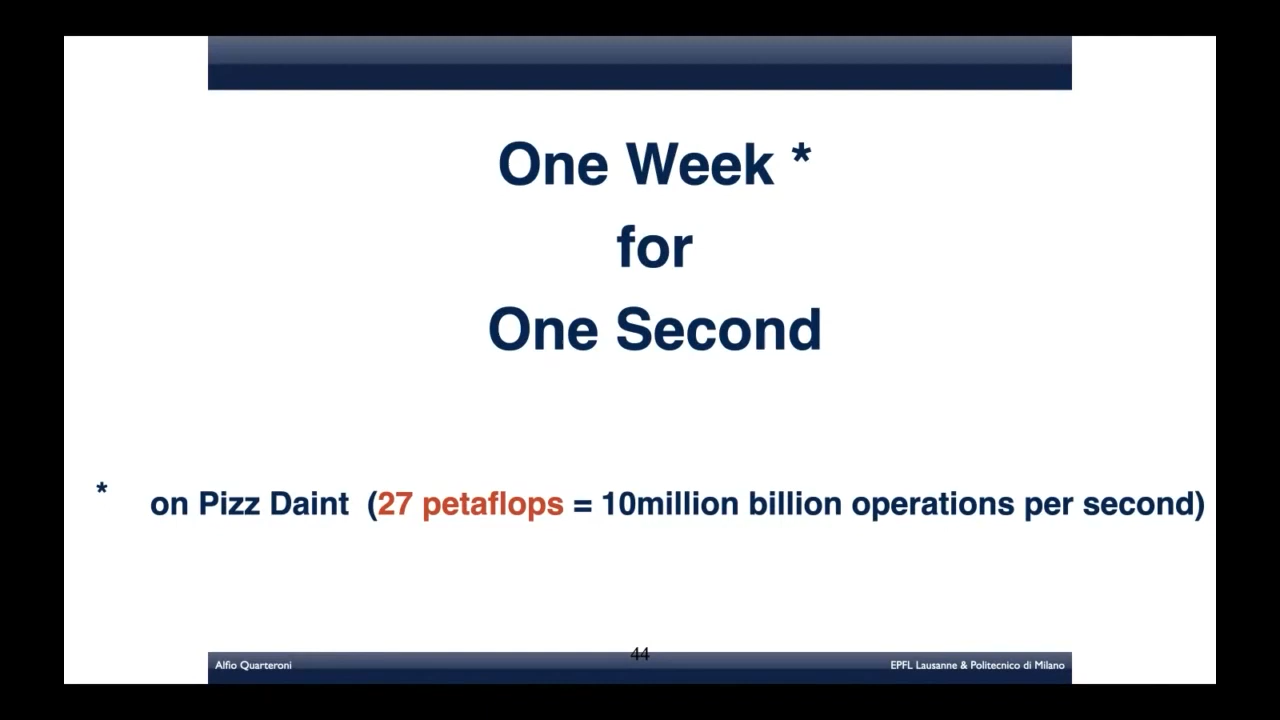 One Week *
for
One Second
* on Pizz Daint (27 petaflops = 10million billion operations per second)
44
Alfio Quarteroni
EPFL Lausanne & Politecnico di Milano